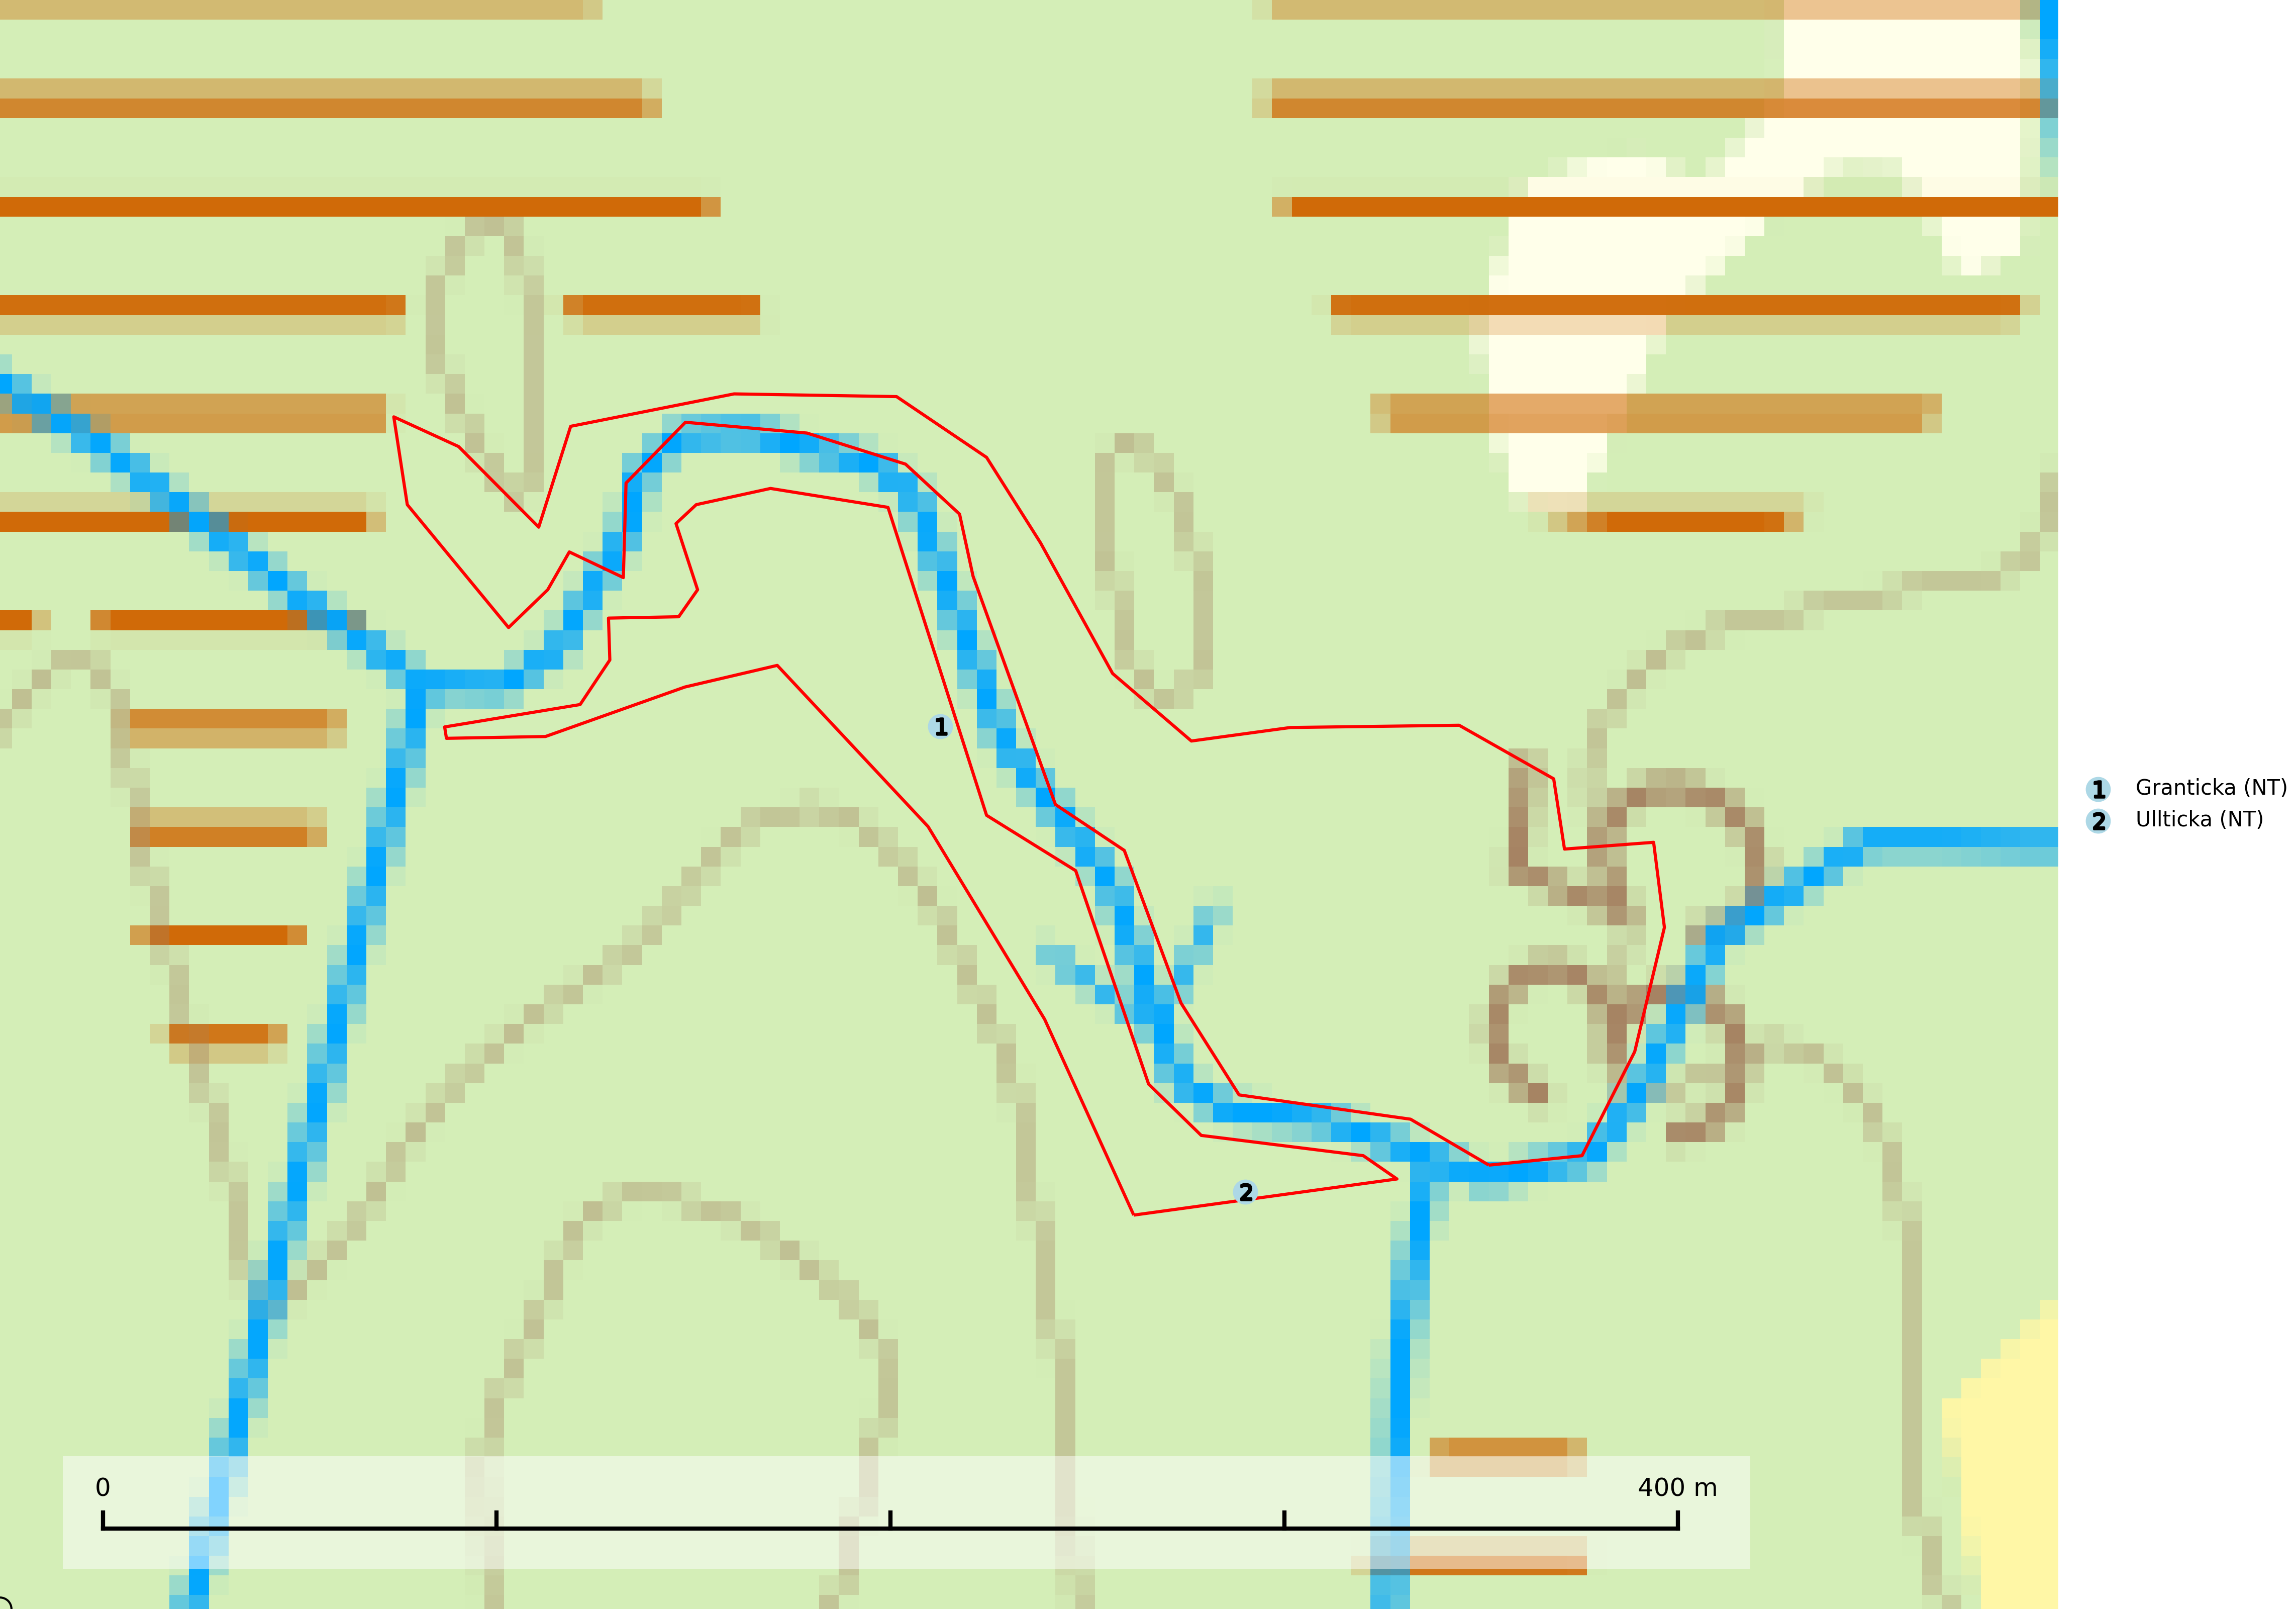 1
2
1 Granticka (NT)
2 Ullticka (NT)
0 400 m